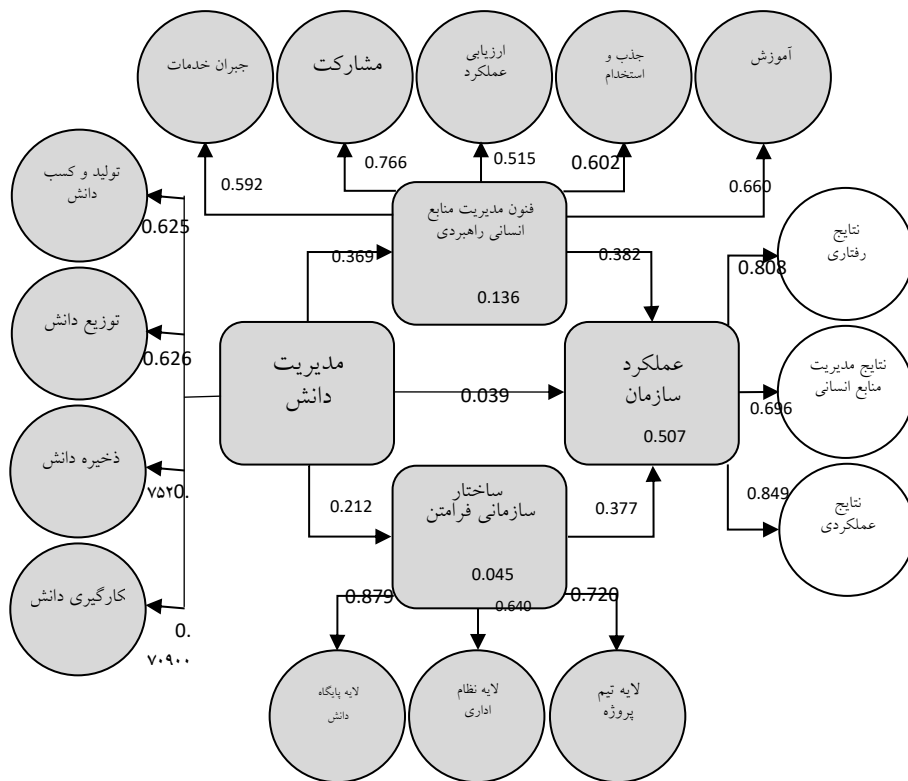 جبران خدمات
مشارکت
ارزیابی
عملکرد
جذب و
استخدام
آموزش
0.592
0.766
0.515
0.602
0.660
تولید و کسب
دانش
0.625
توزیع دانش
0.626
ذخیره دانش
۷۵۲0.
کارگیری دانش
0.
۷۰۹۰۰
فنون مدیریت منابع
انسانی راهبردی
0.136
0.369
0.382
مدیریت
دانش
0.039
عملکرد
سازمان
0.507
0.212
0.377
ساختار
سازمانی فرامتن
0.045
نتایج
رفتاری
0.808
نتایج مدیریت
منابع انسانی
0.696
نتایج
عملکردی
0.849
0.879
0.640
0.720
لایه پایگاه
دانش
لایه نظام
اداری
لایه تیم
پروژه